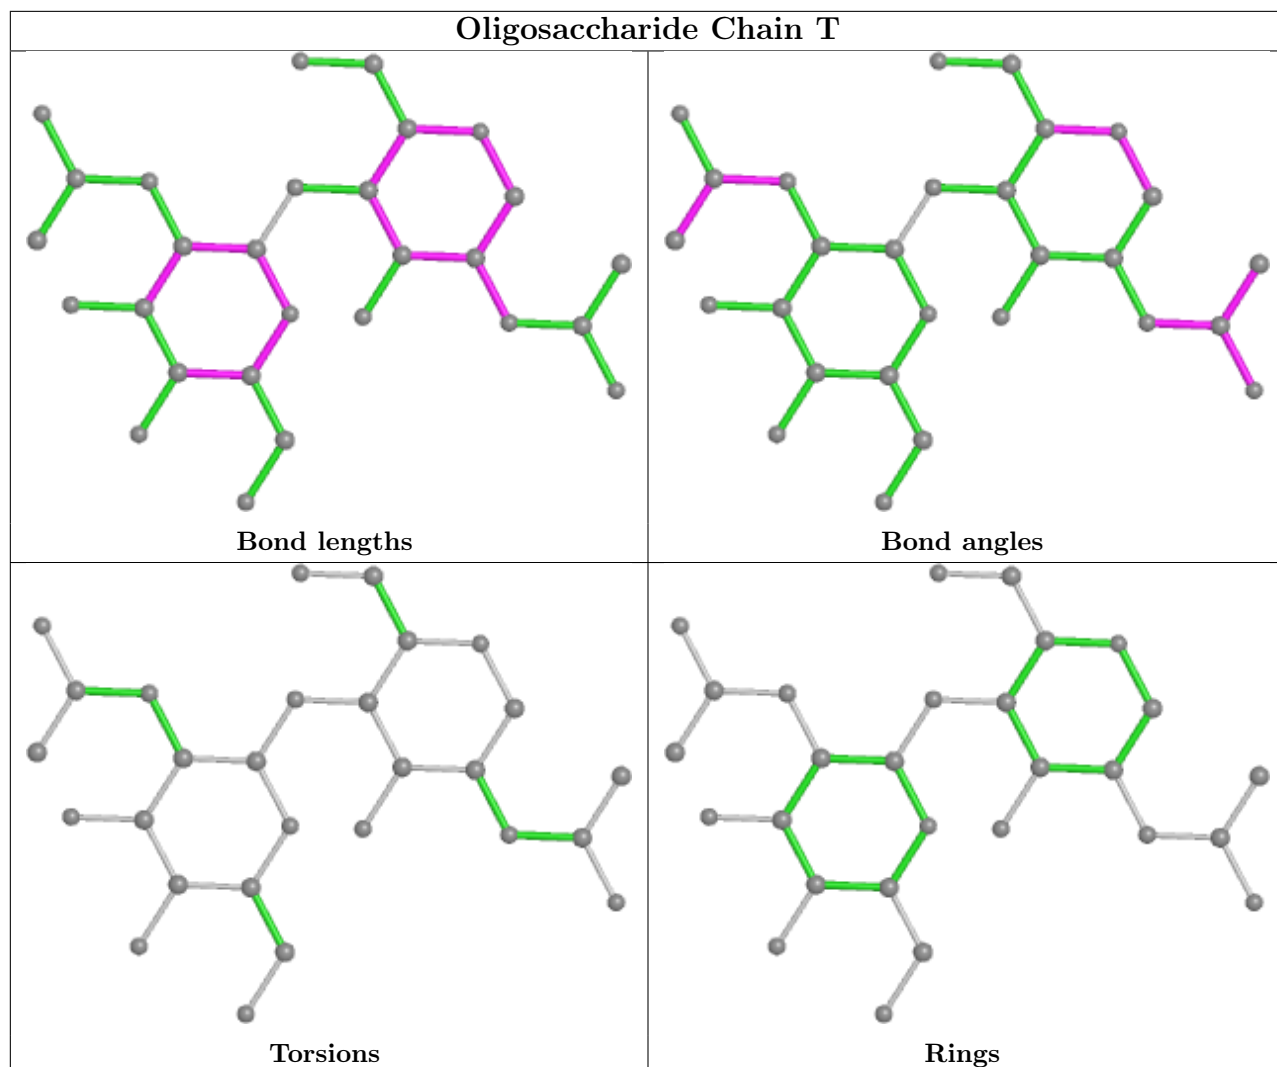 Oligosaccharide Chain T
Bond lengths
Bond angles
Torsions
Rings